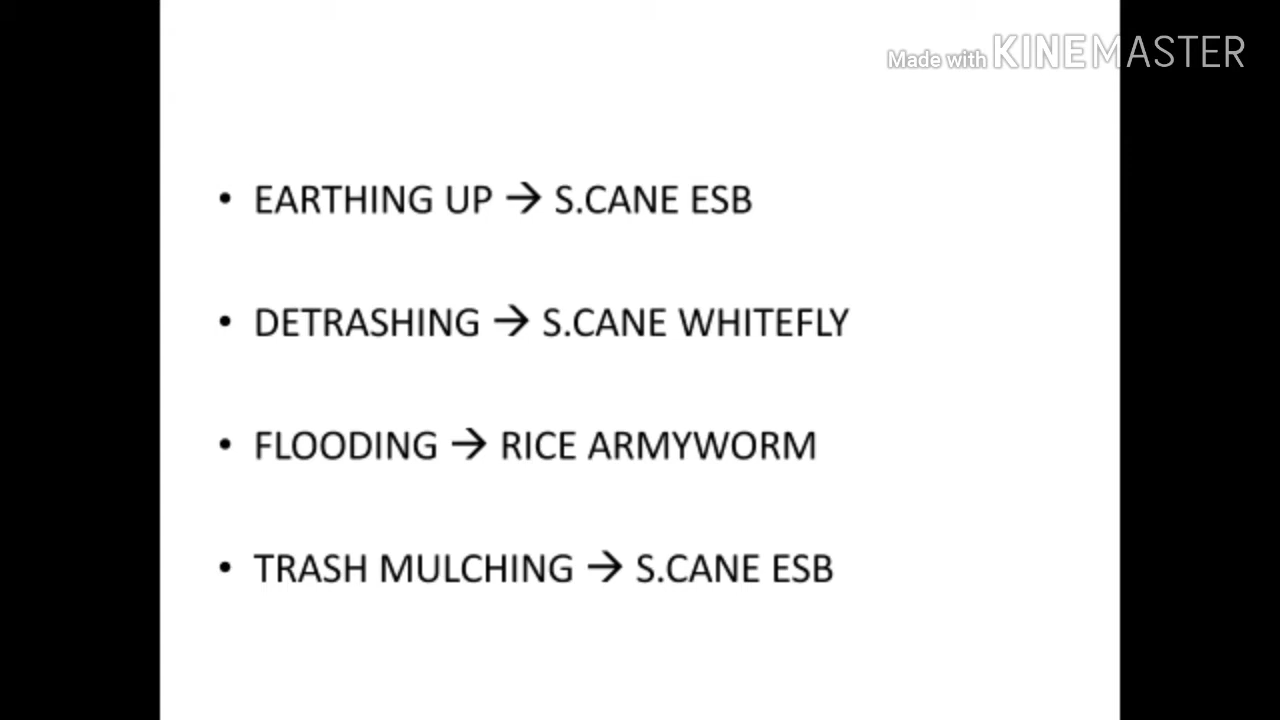 Made with KINEMASTER
• EARTHING UP → S.CANE ESB
• DETRASHING → S.CANE WHITEFLY
• FLOODING → RICE ARMYWORM
• TRASH MULCHING → S.CANE ESB